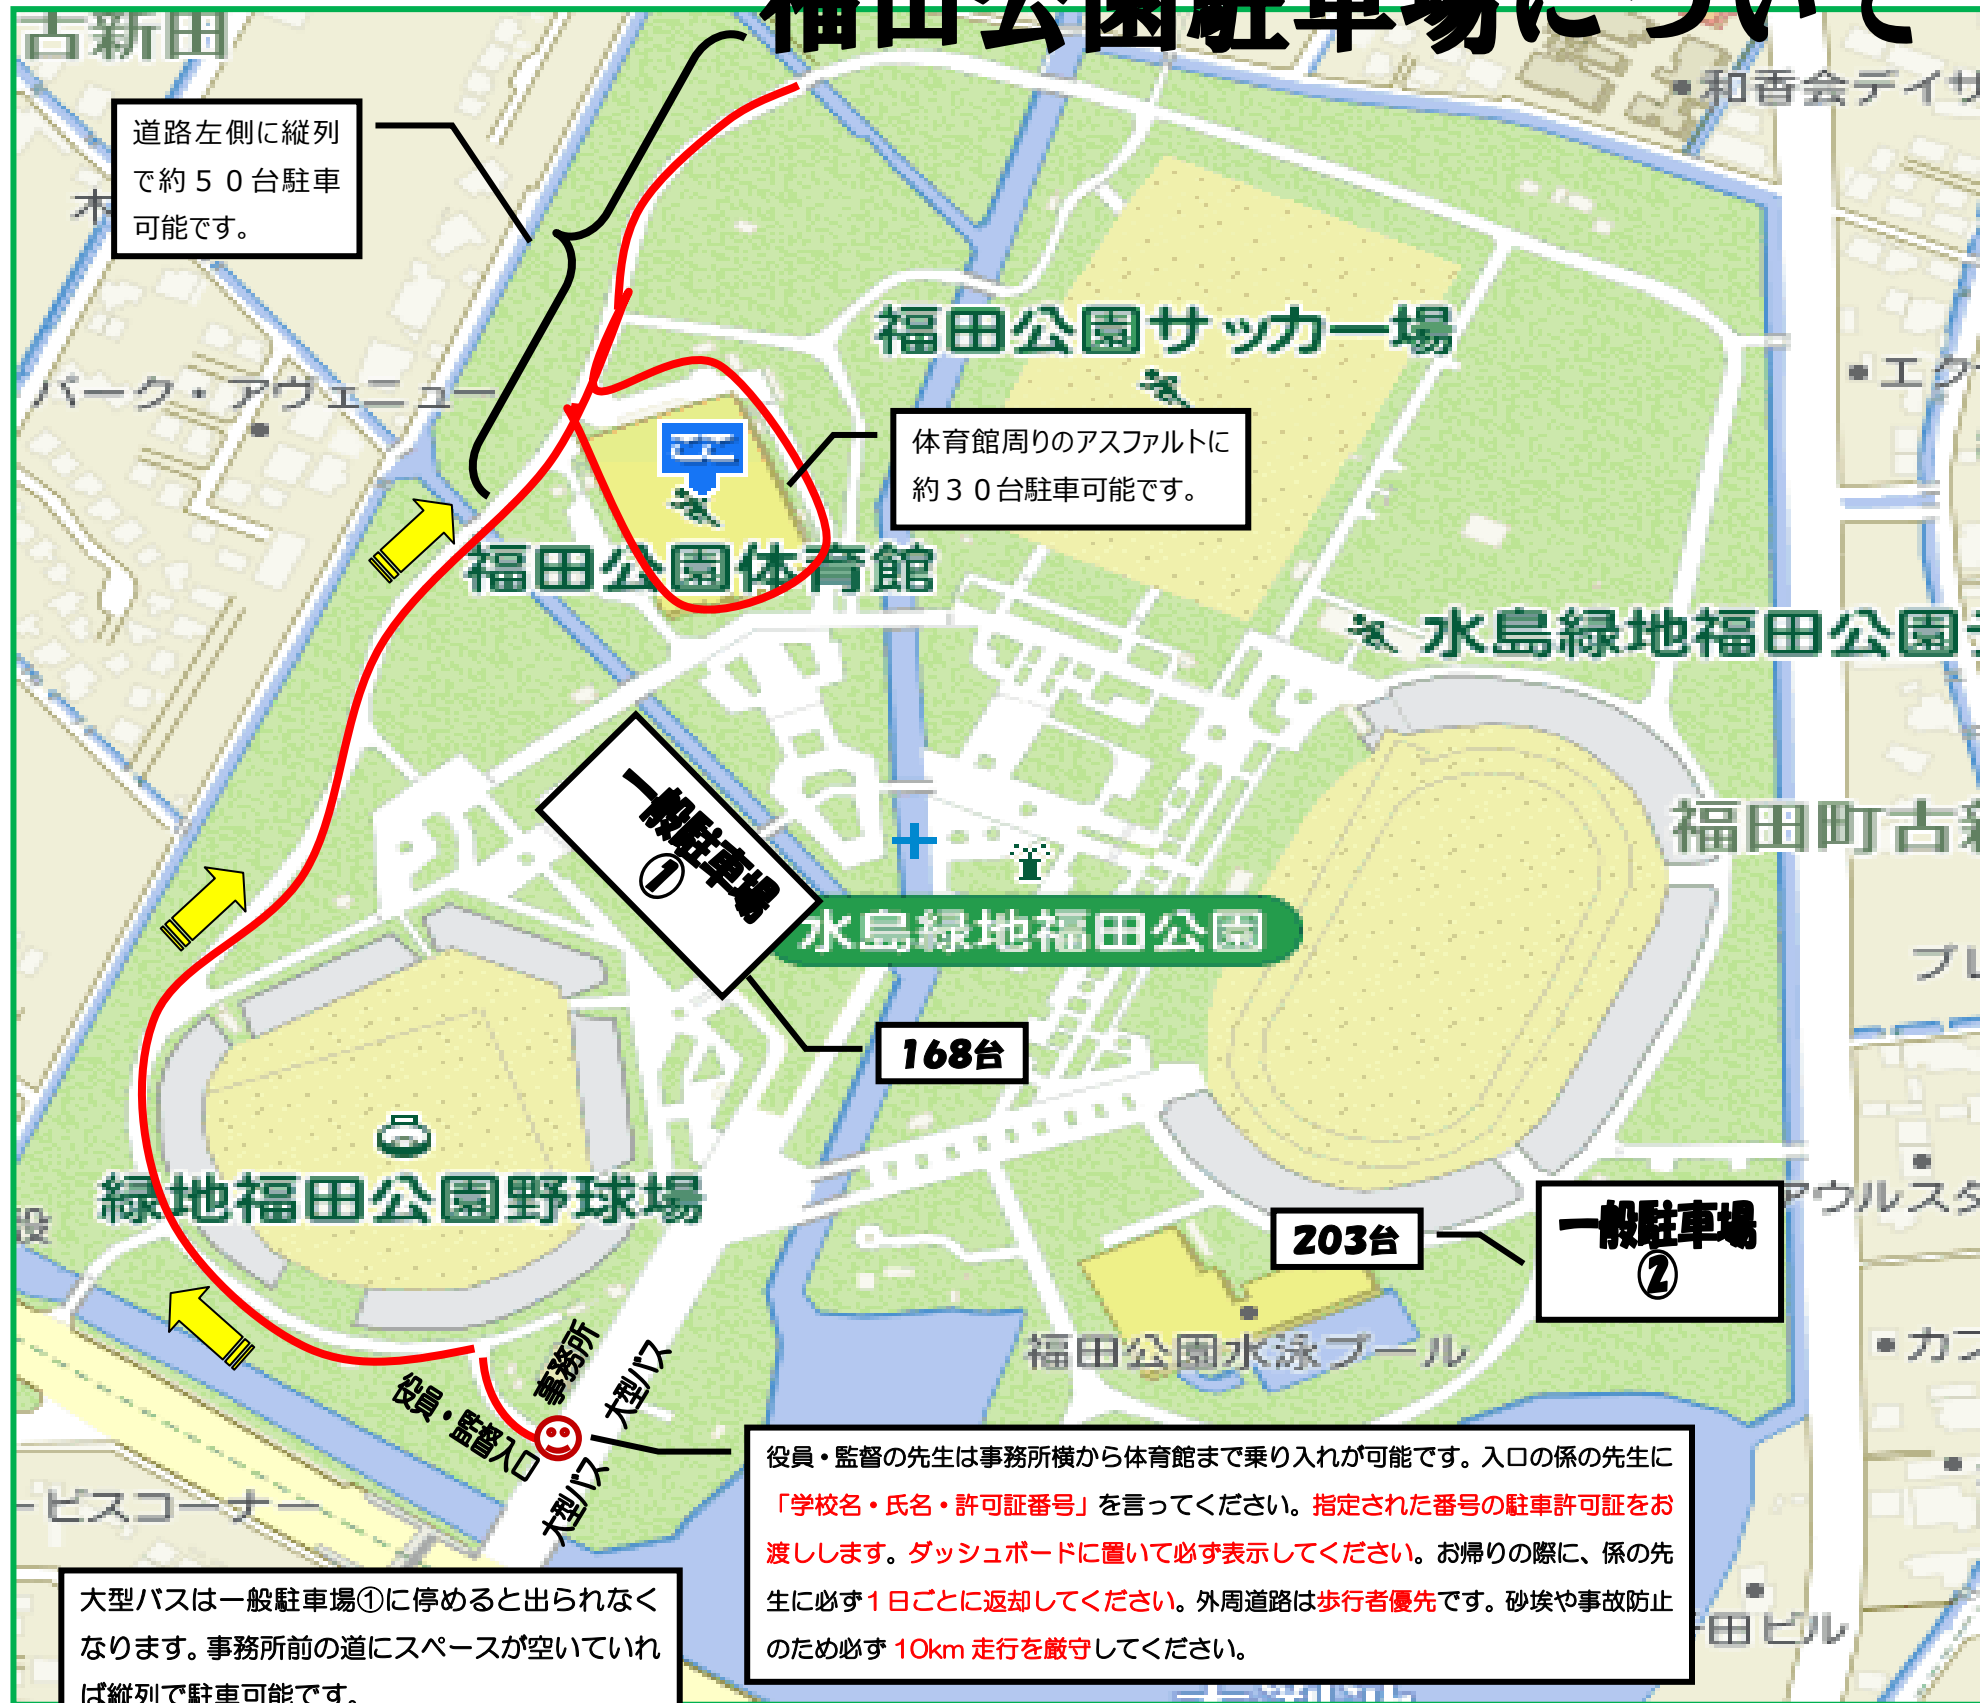 福田公園駐車場について
古新田
和香会デイサ
道路左側に縦列
で約５０台駐車
可能です。
木
福田公園サッカー場
エク
パーク・アヴェニュー
体育館周りのアスファルトに
約３０台駐車可能です。
ここ
福田公園体育館
水島緑地福田公園テ
一般駐車場
①
福田町古新
水島緑地福田公園
プレ
168台
緑地福田公園野球場
設
アウルスタ
203台
一般駐車場
②
福田公園水泳プール
カフ
事務所
大型バス
役員・監督入口
大型バス
ービスコーナー
役員・監督の先生は事務所横から体育館まで乗り入れが可能です。入口の係の先生に
「学校名・氏名・許可証番号」を言ってください。指定された番号の駐車許可証をお
渡しします。ダッシュボードに置いて必ず表示してください。お帰りの際に、係の先
生に必ず１日ごとに返却してください。外周道路は歩行者優先です。砂埃や事故防止
のため必ず 10km 走行を厳守してください。
大型バスは一般駐車場①に停めると出られなく
なります。事務所前の道にスペースが空いていれ
ば縦列で駐車可能です。
田ビル